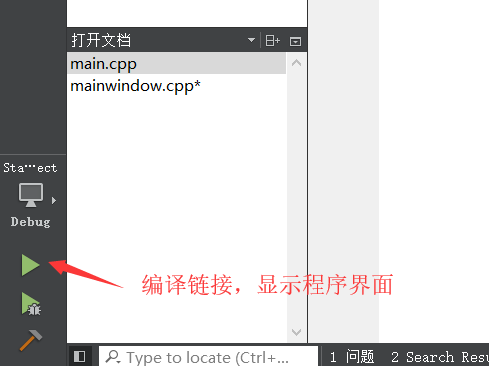 打开文档
main.cpp
mainwindow.cpp*
Sta…ect
Debug
编译链接，显示程序界面
Type to locate (Ctrl+...
1 问题 2 Search Resu